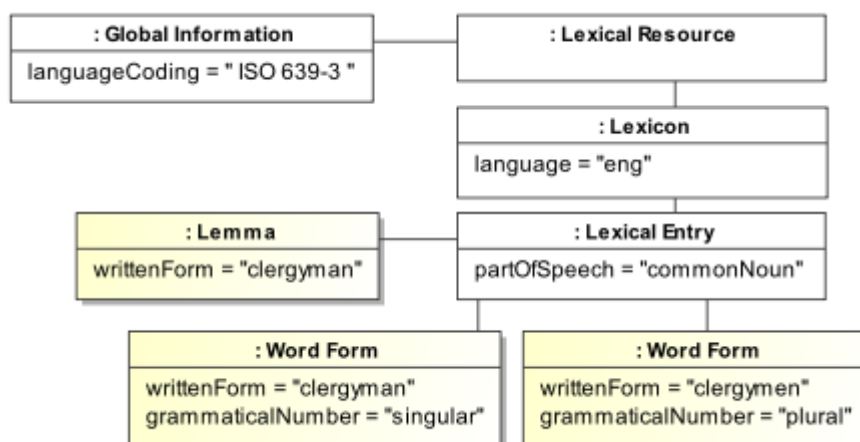 : Global Information
languageCoding = " ISO 639-3 "
: Lexical Resource
: Lexicon
language = "eng"
: Lemma
writtenForm = "clergyman"
: Lexical Entry
partOfSpeech = "commonNoun"
: Word Form
writtenForm = "clergyman"
grammaticalNumber = "singular"
: Word Form
writtenForm = "clergymen"
grammaticalNumber = "plural"